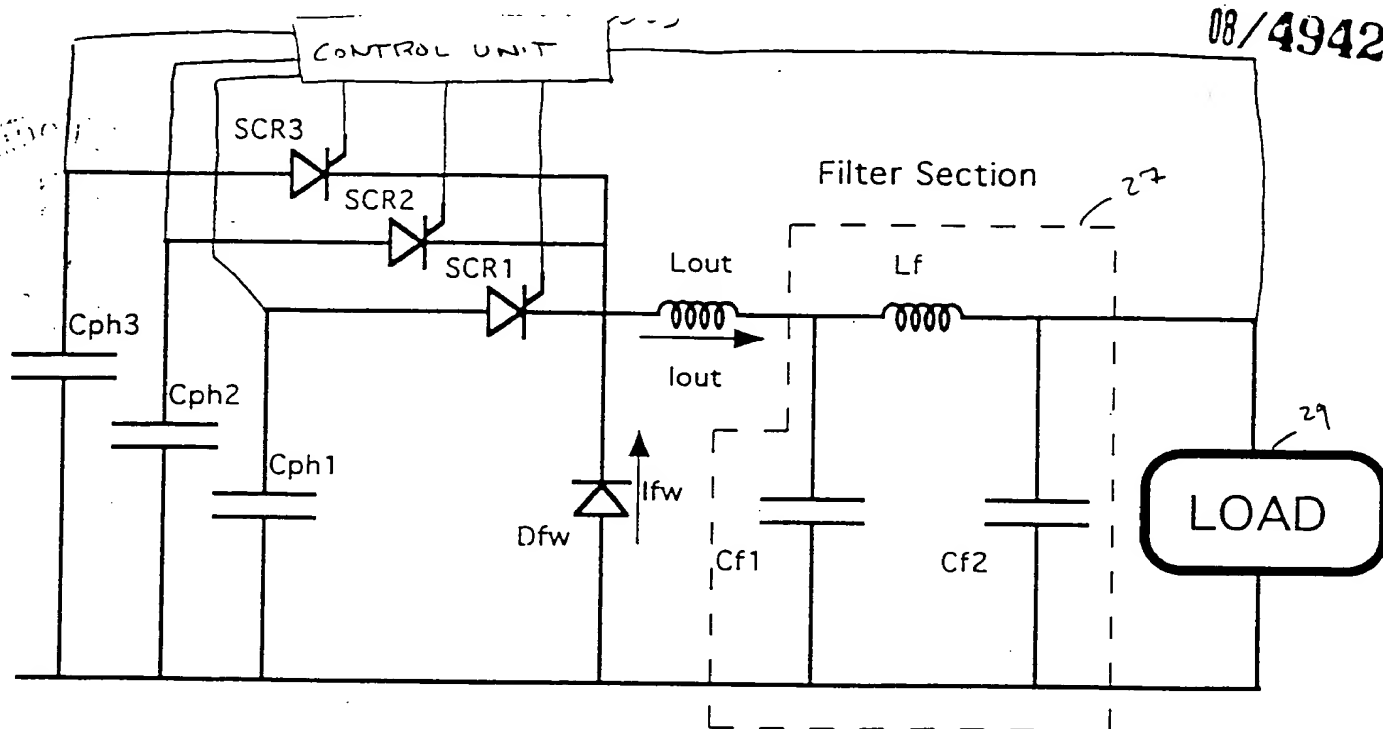 08/4942
CONTROL UNIT
SCR3
SCR2
SCR1
Filter Section
27
Lout
Lf
Iout
Cph3
Cph2
Cph1
Ifw
Dfw
Cf1
Cf2
29
LOAD